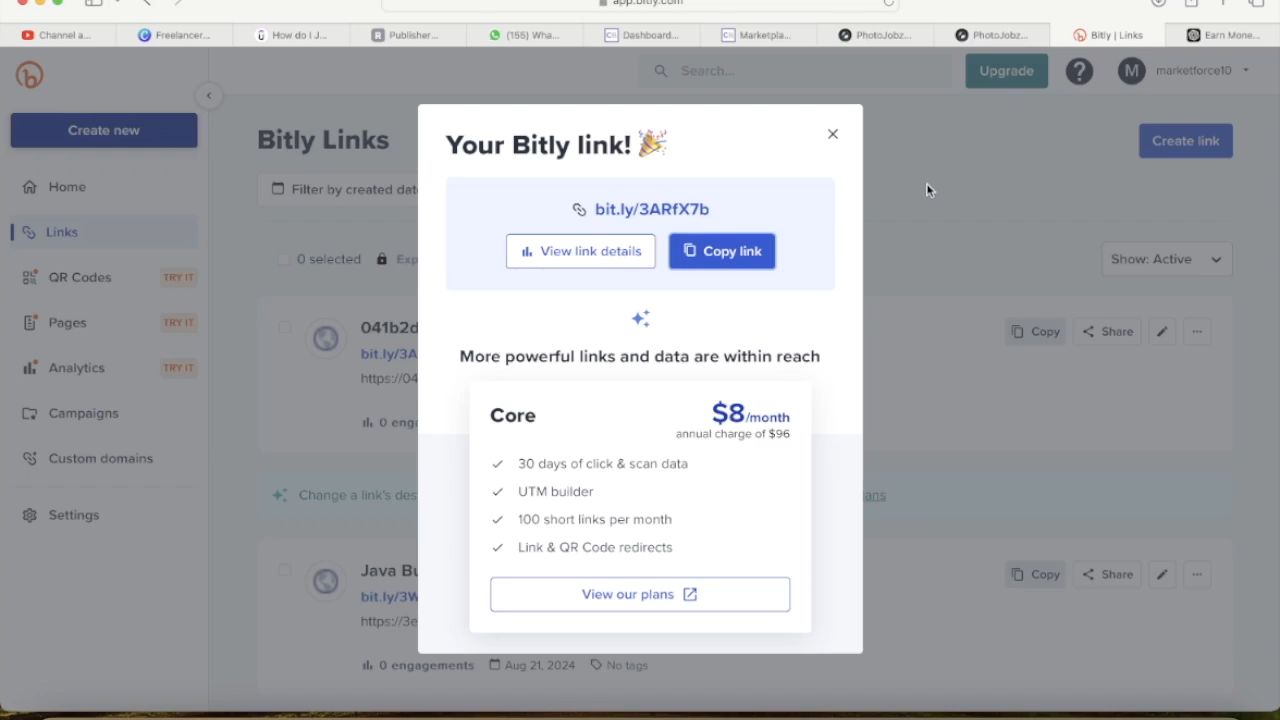 app.bitly.com
Channel a...
Freelancer...
How do I J...
Publisher...
(155) Wha...
Dashboard...
Marketpla...
PhotoJobz...
PhotoJobz...
Bitly | Links
Earn Mone...
Search...
Upgrade
M
marketforce10
Create new
Home
Links
QR Codes TRY IT
Pages TRY IT
Analytics TRY IT
Campaigns
Custom domains
Settings
Bitly Links
Create link
Filter by created date
0 selected
Exp
Show: Active
041b2d
bit.ly/3A
https://04
0 enga
Copy
Share
Change a link's des
ans
Java Bu
bit.ly/3W
https://3e
0 engagements
Aug 21, 2024
No tags
Copy
Share
Your Bitly link! 🎉
bit.ly/3ARfX7b
View link details
Copy link
More powerful links and data are within reach
Core
$8/month
annual charge of $96
30 days of click & scan data
UTM builder
100 short links per month
Link & QR Code redirects
View our plans